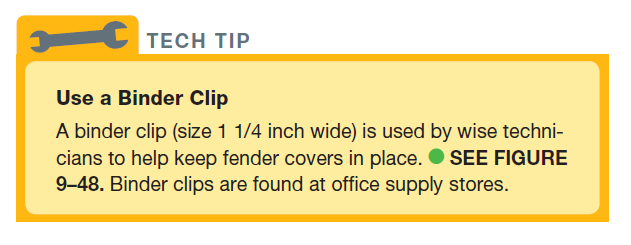 TECH TIP
Use a Binder Clip
A binder clip (size 1 1/4 inch wide) is used by wise techni-
cians to help keep fender covers in place. ● SEE FIGURE
9–48. Binder clips are found at office supply stores.